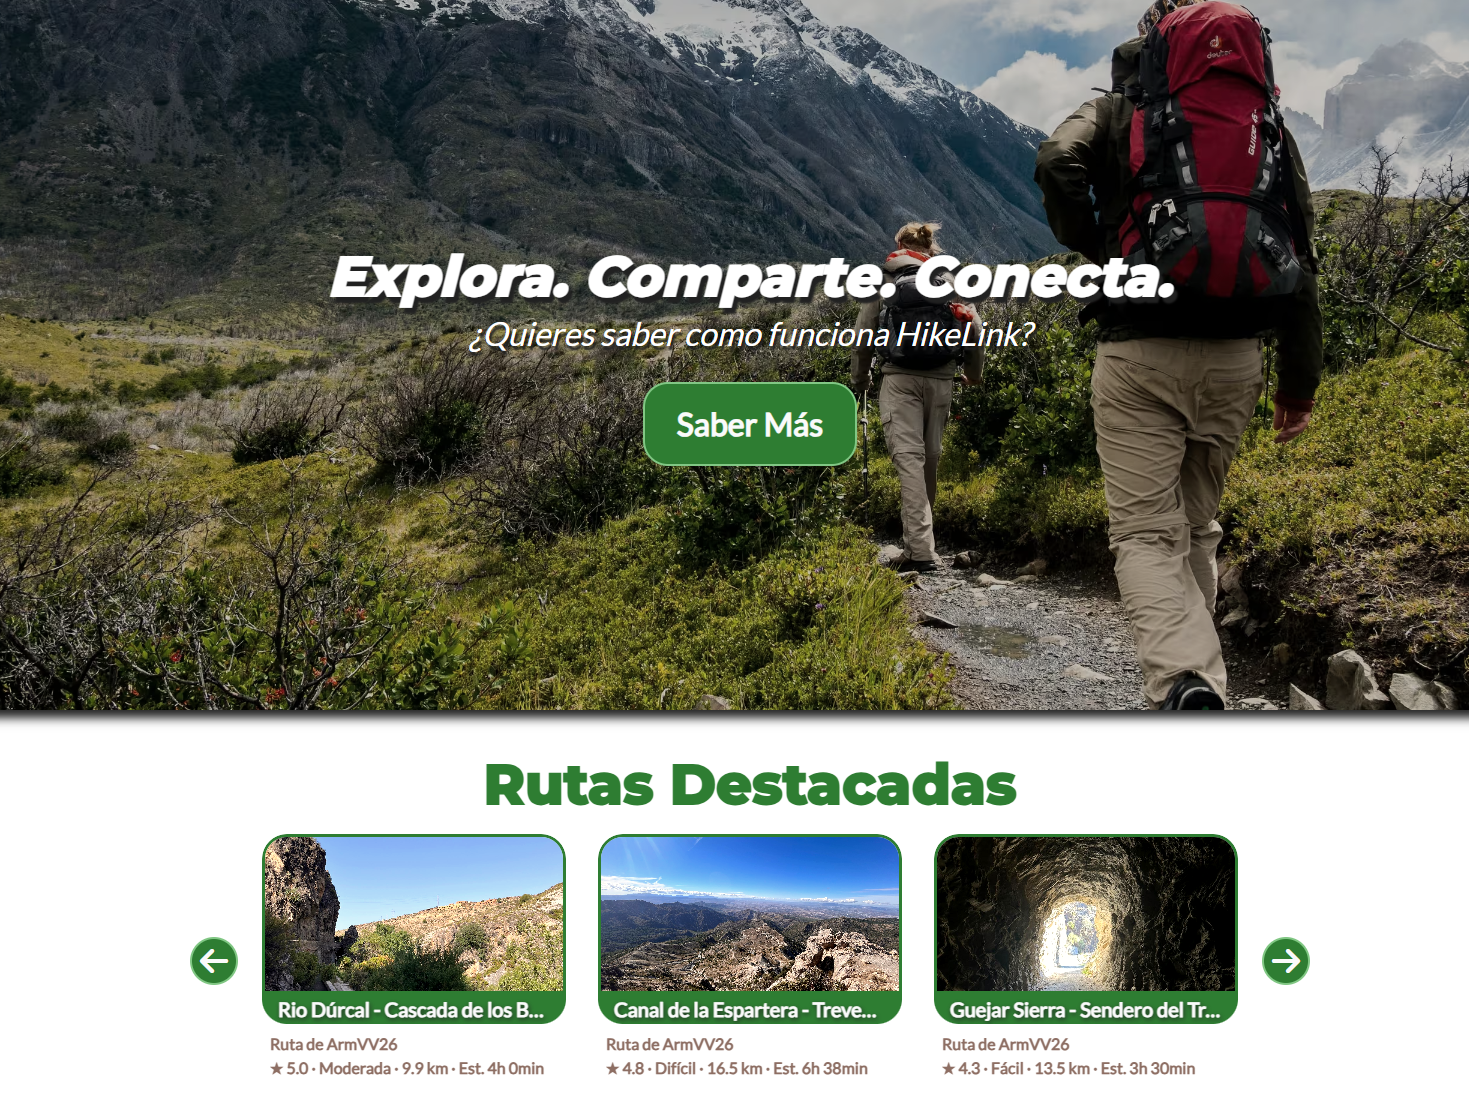 deuter
GUIDE
Explora. Comparte. Conecta.
¿Quieres saber como funciona HikeLink?
Saber Más
Rutas Destacadas
Rio Dúrcal - Cascada de los B...
Canal de la Espartera - Treve...
Guejar Sierra - Sendero del Tr...
Ruta de ArmVV26
★ 5.0 · Moderada · 9.9 km · Est. 4h 0min
Ruta de ArmVV26
★ 4.8 · Difícil · 16.5 km · Est. 6h 38min
Ruta de ArmVV26
★ 4.3 · Fácil · 13.5 km · Est. 3h 30min